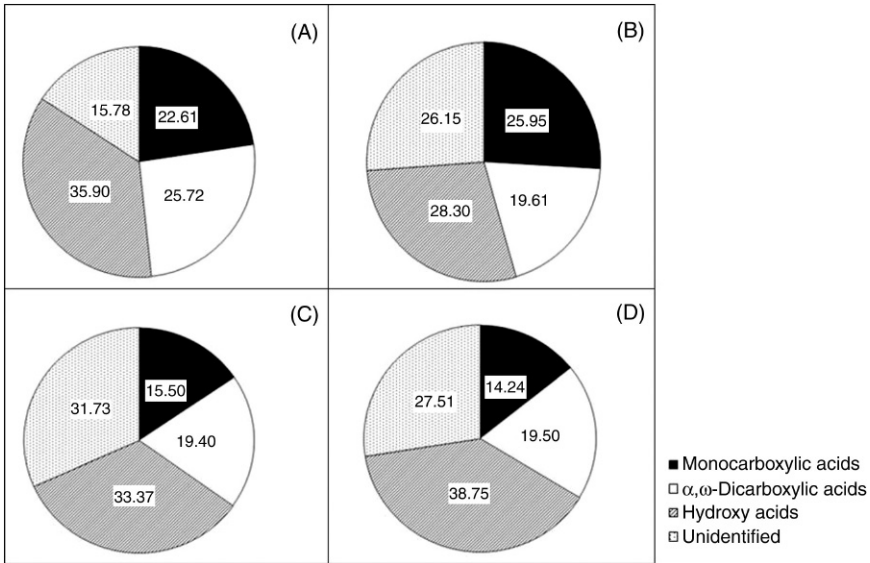 (A)
15.78
22.61
35.90
25.72
(B)
26.15
25.95
28.30
19.61
(C)
31.73
15.50
19.40
33.37
(D)
27.51
14.24
19.50
38.75
Monocarboxylic acids
α,ω-Dicarboxylic acids
Hydroxy acids
Unidentified